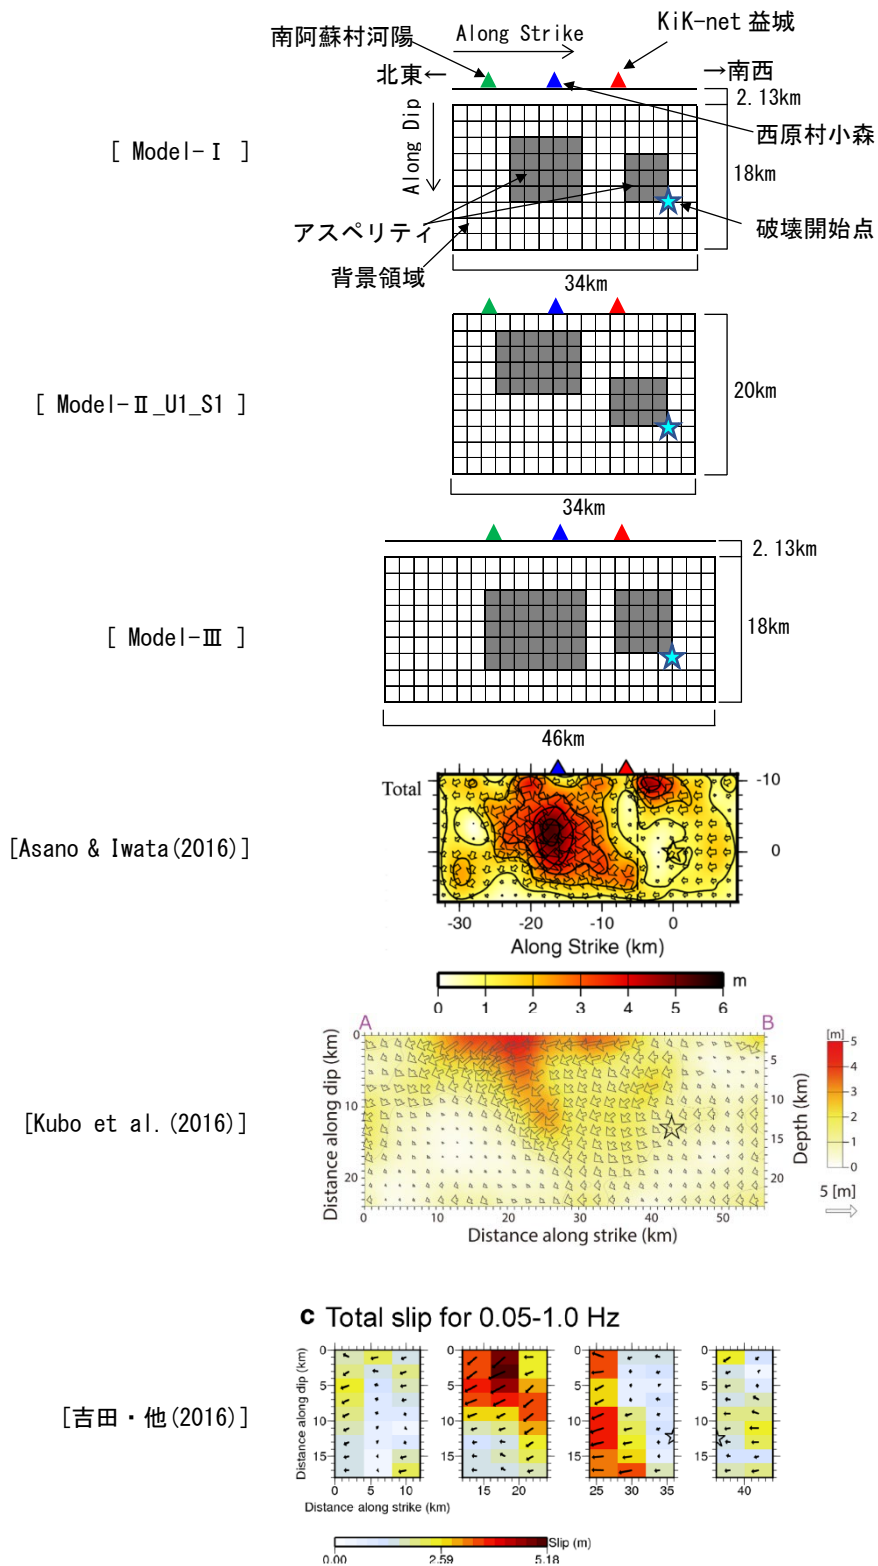 南阿蘇村河陽
Along Strike
KiK-net 益城
北東←
→南西
2.13km
西原村小森
Along Dip
[ Model-Ⅰ ]
18km
アスペリティ
破壊開始点
背景領域
34km
[ Model-Ⅱ_U1_S1 ]
20km
34km
2.13km
[ Model-Ⅲ ]
18km
46km
Total
-10
[Asano & Iwata(2016)]
0
-30 -20 -10 0
Along Strike (km)
m
0 1 2 3 4 5 6
A B
[m]
Distance along dip (km)
0
10
20
5
10
15
20
Depth (km)
5
4
3
2
1
0
[Kubo et al.(2016)]
5 [m]
0 10 20 30 40 50
Distance along strike (km)
c Total slip for 0.05-1.0 Hz
Distance along dip (km)
0 0 0 0
5 5 5 5
10 10 10 10
15 15 15 15
[吉田・他(2016)]
0 5 10 15 20 25 30 35 40
Distance along strike (km)
Slip (m)
0.00 2.59 5.18